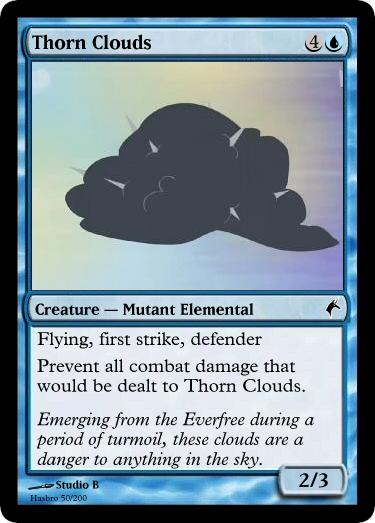 Thorn Clouds 4
Creature — Mutant Elemental
Flying, first strike, defender
Prevent all combat damage that
would be dealt to Thorn Clouds.
Emerging from the Everfree during a
period of turmoil, these clouds are a
danger to anything in the sky.
2/3
Studio B
Hasbro 50/200